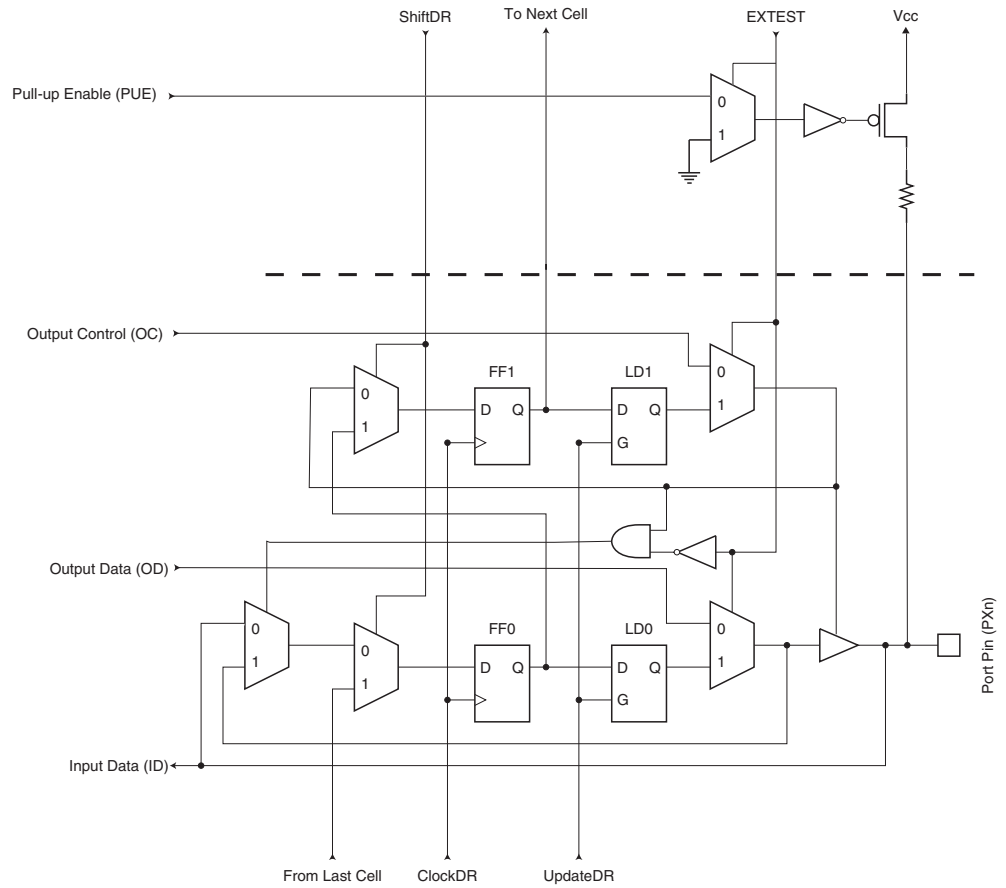 ShiftDR
To Next Cell
EXTEST
Vcc
Pull-up Enable (PUE)
0
1
Output Control (OC)
FF1
LD1
0
0
D Q
D Q
1
1
G
Output Data (OD)
Port Pin (PXn)
FF0
LD0
0
0
0
1
D Q
D Q
1
1
G
Input Data (ID)
From Last Cell
ClockDR
UpdateDR